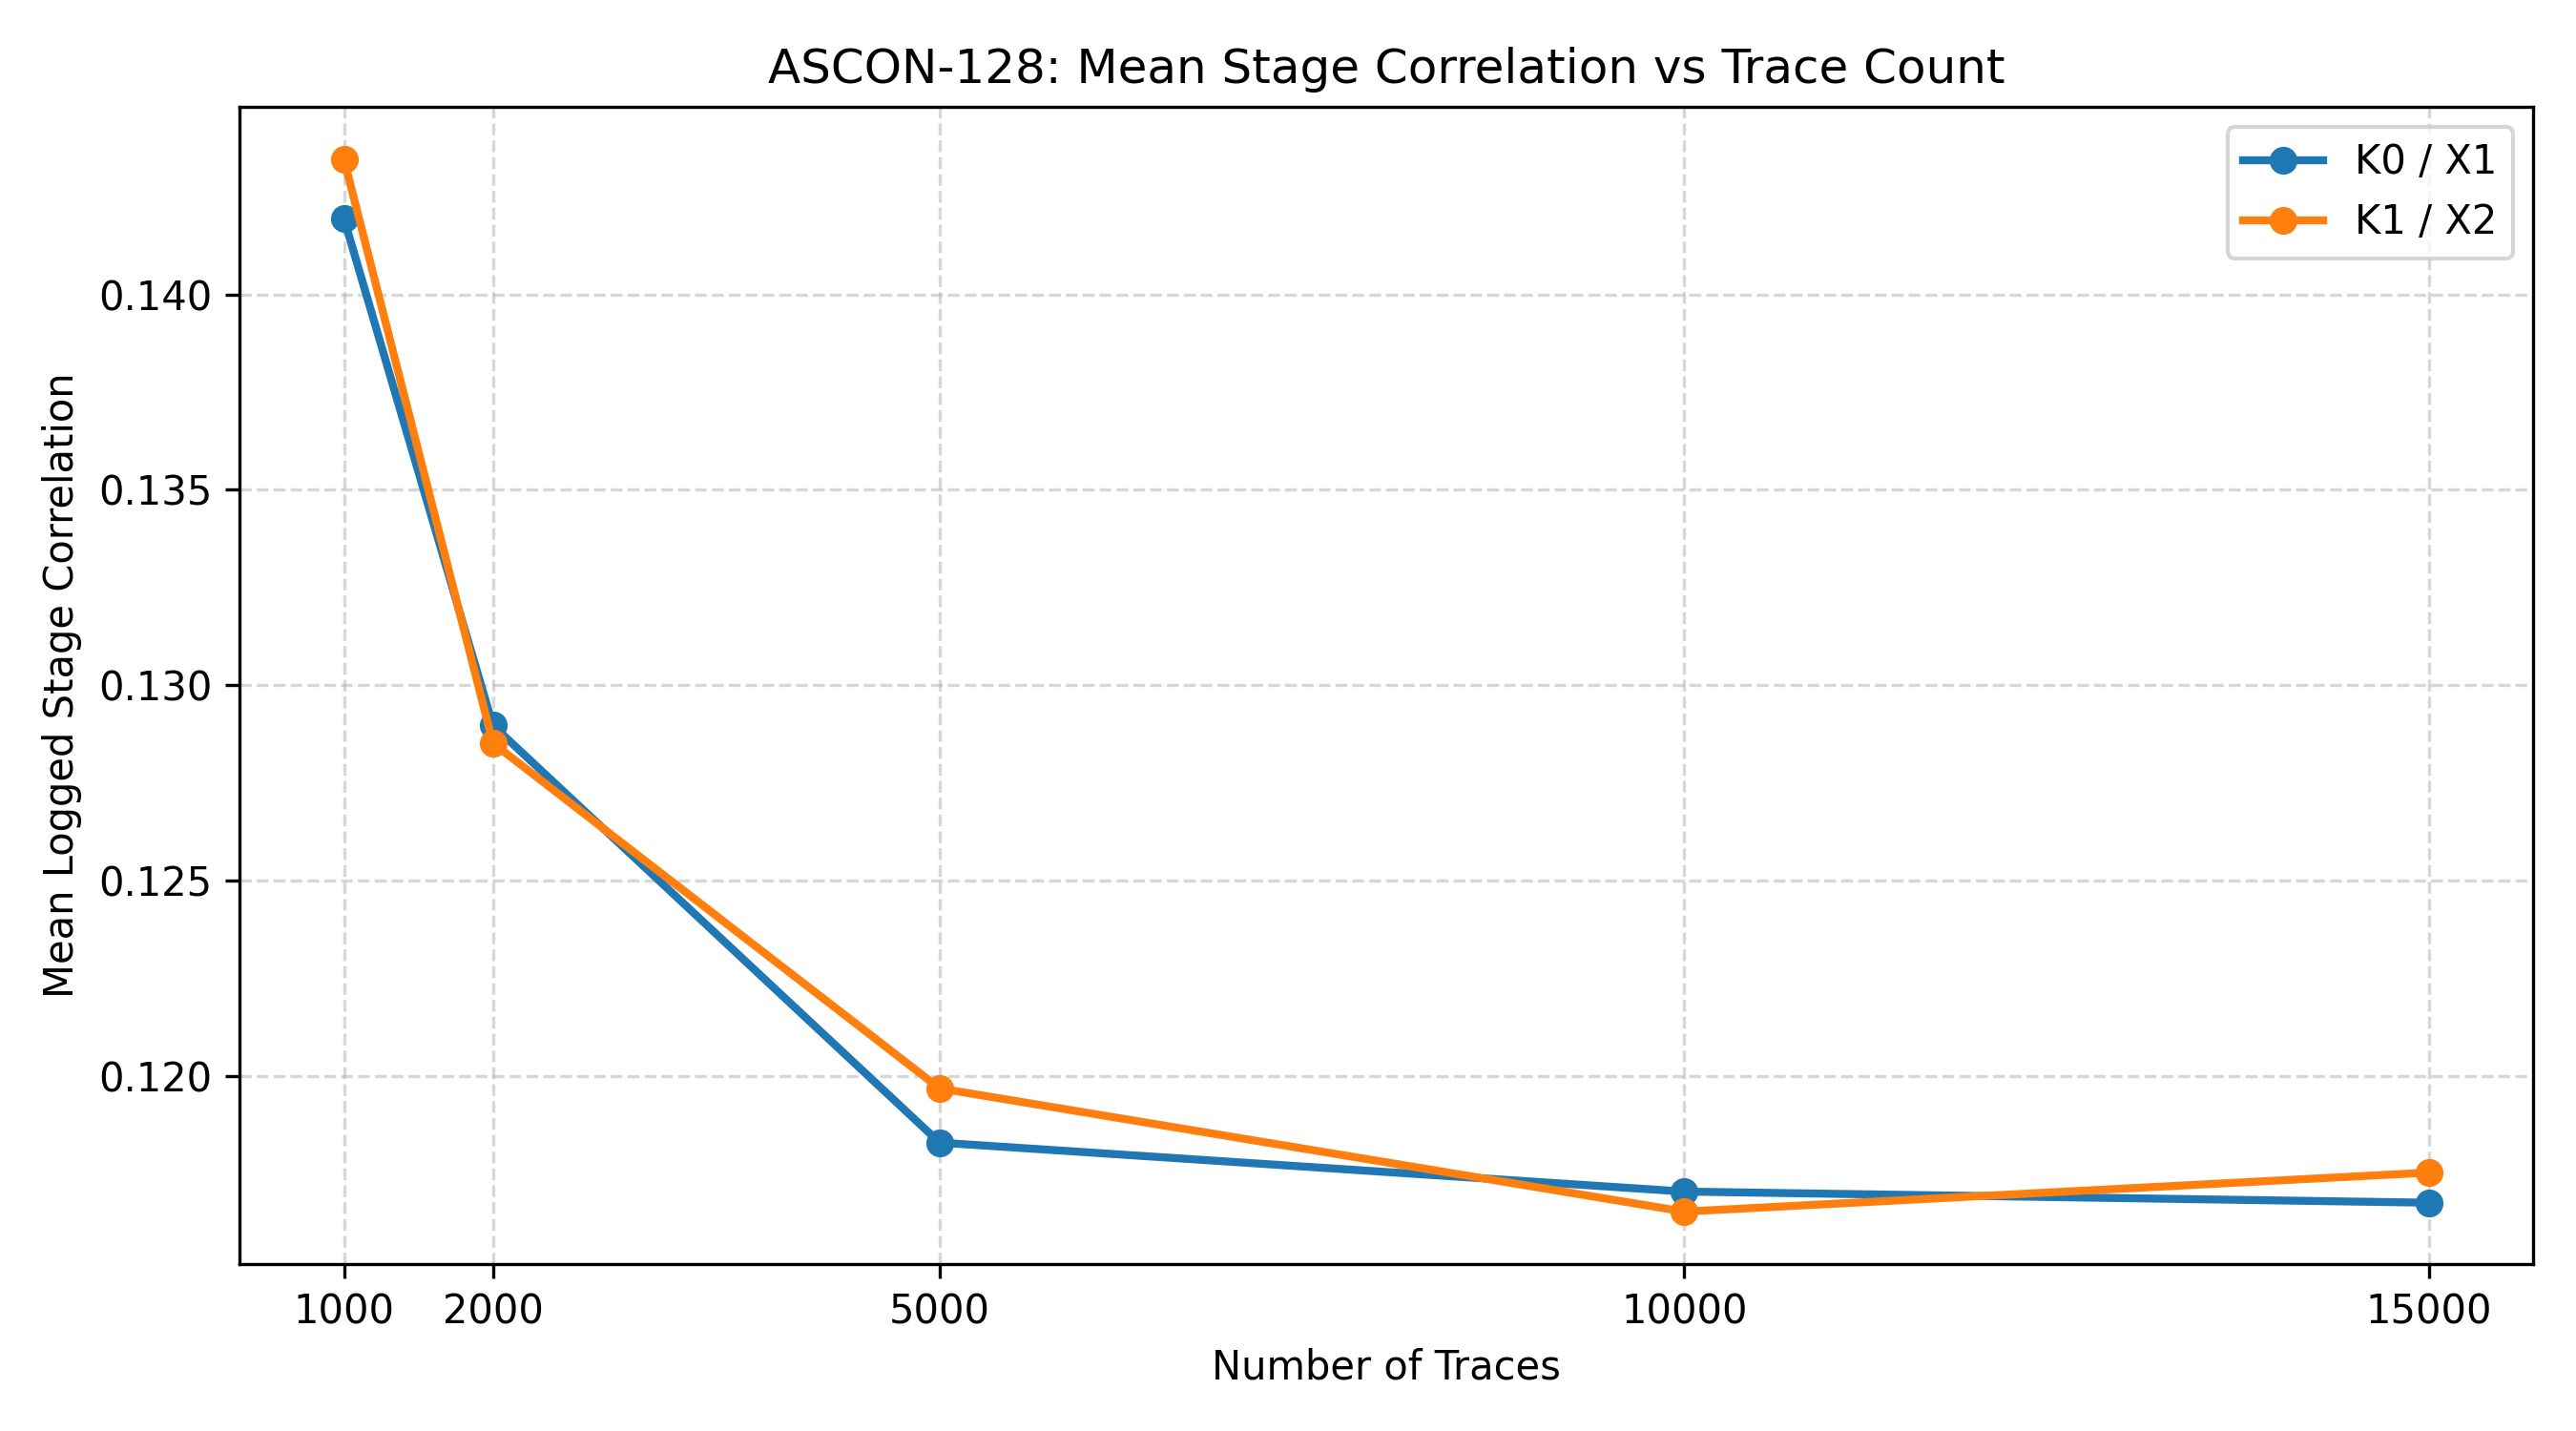 ASCON-128: Mean Stage Correlation vs Trace Count
K0 / X1
K1 / X2
Mean Logged Stage Correlation
0.140
0.135
0.130
0.125
0.120
1000 2000 5000 10000 15000
Number of Traces